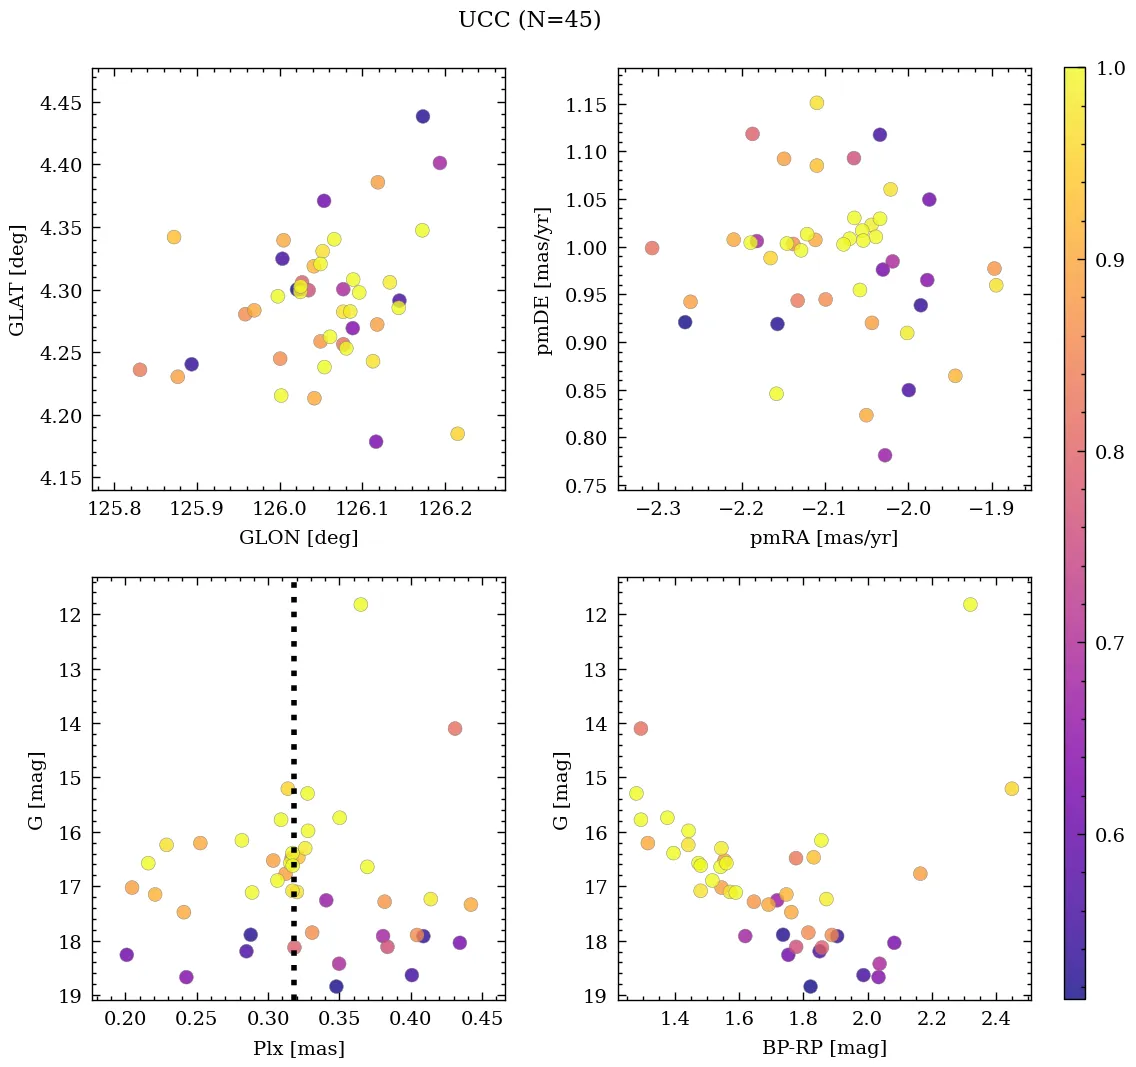 UCC (N=45)
4.45
4.40
4.35
4.30
4.25
4.20
4.15
GLAT [deg]
125.8 125.9 126.0 126.1 126.2
GLON [deg]
1.15
1.10
1.05
1.00
0.95
0.90
0.85
0.80
0.75
pmDE [mas/yr]
−2.3 −2.2 −2.1 −2.0 −1.9
pmRA [mas/yr]
1.0
0.9
0.8
0.7
0.6
12
13
14
15
16
17
18
19
G [mag]
0.20 0.25 0.30 0.35 0.40 0.45
Plx [mas]
12
13
14
15
16
17
18
19
G [mag]
1.4 1.6 1.8 2.0 2.2 2.4
BP-RP [mag]